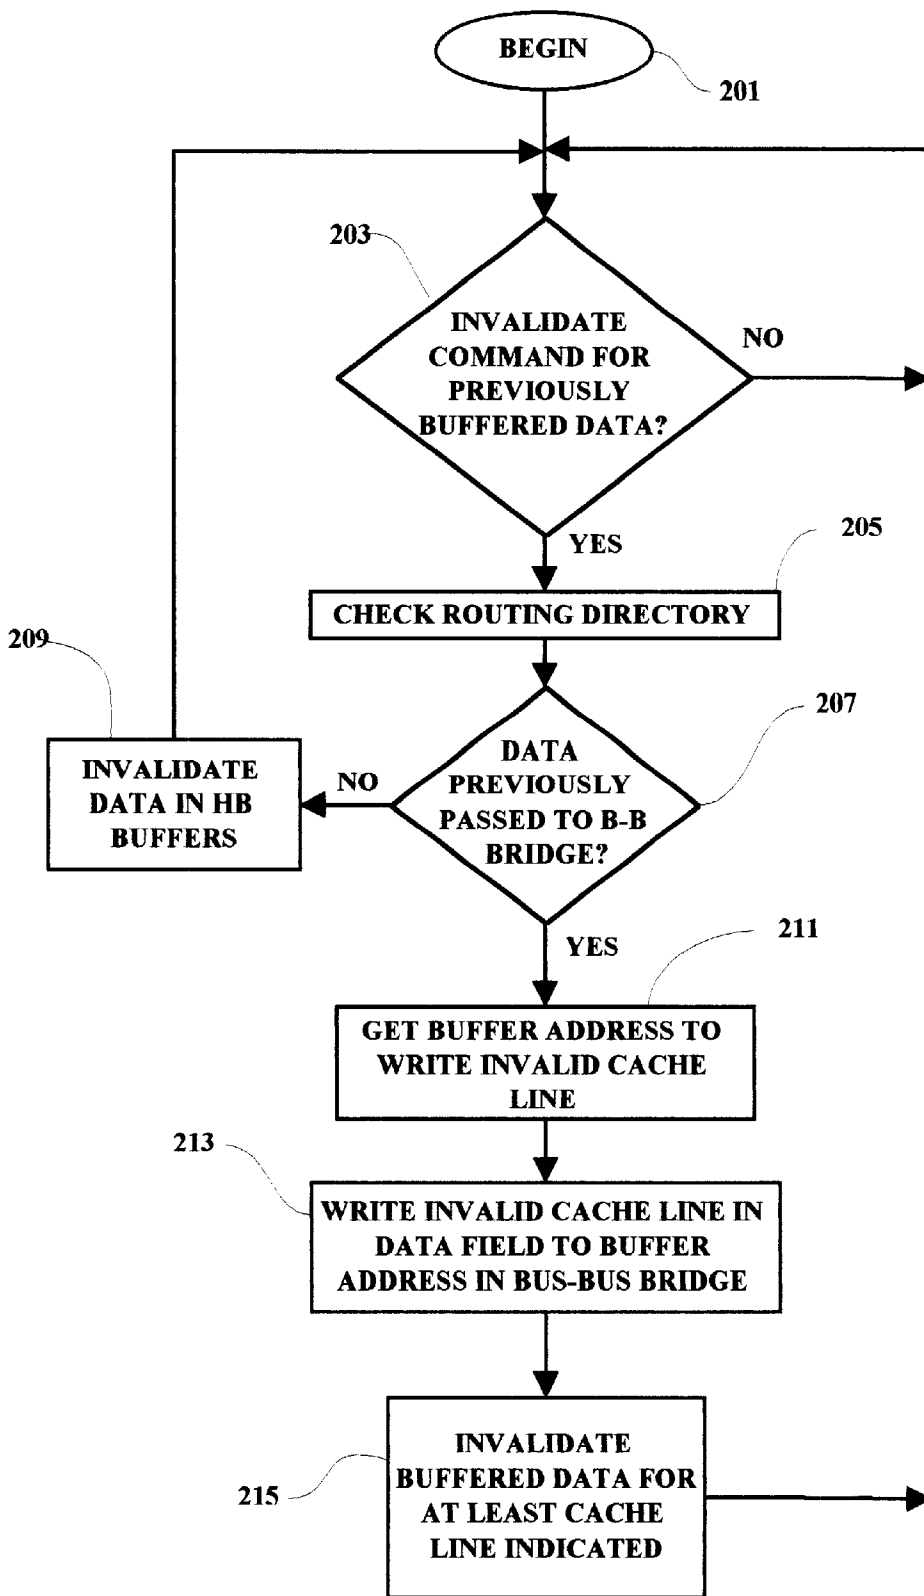 BEGIN
201
203
INVALIDATE
COMMAND FOR
PREVIOUSLY
BUFFERED DATA?
NO
YES
205
CHECK ROUTING DIRECTORY
209
207
INVALIDATE
DATA IN HB
BUFFERS
NO
DATA
PREVIOUSLY
PASSED TO B-B
BRIDGE?
YES
211
GET BUFFER ADDRESS TO
WRITE INVALID CACHE
LINE
213
WRITE INVALID CACHE LINE IN
DATA FIELD TO BUFFER
ADDRESS IN BUS-BUS BRIDGE
215
INVALIDATE
BUFFERED DATA FOR
AT LEAST CACHE
LINE INDICATED